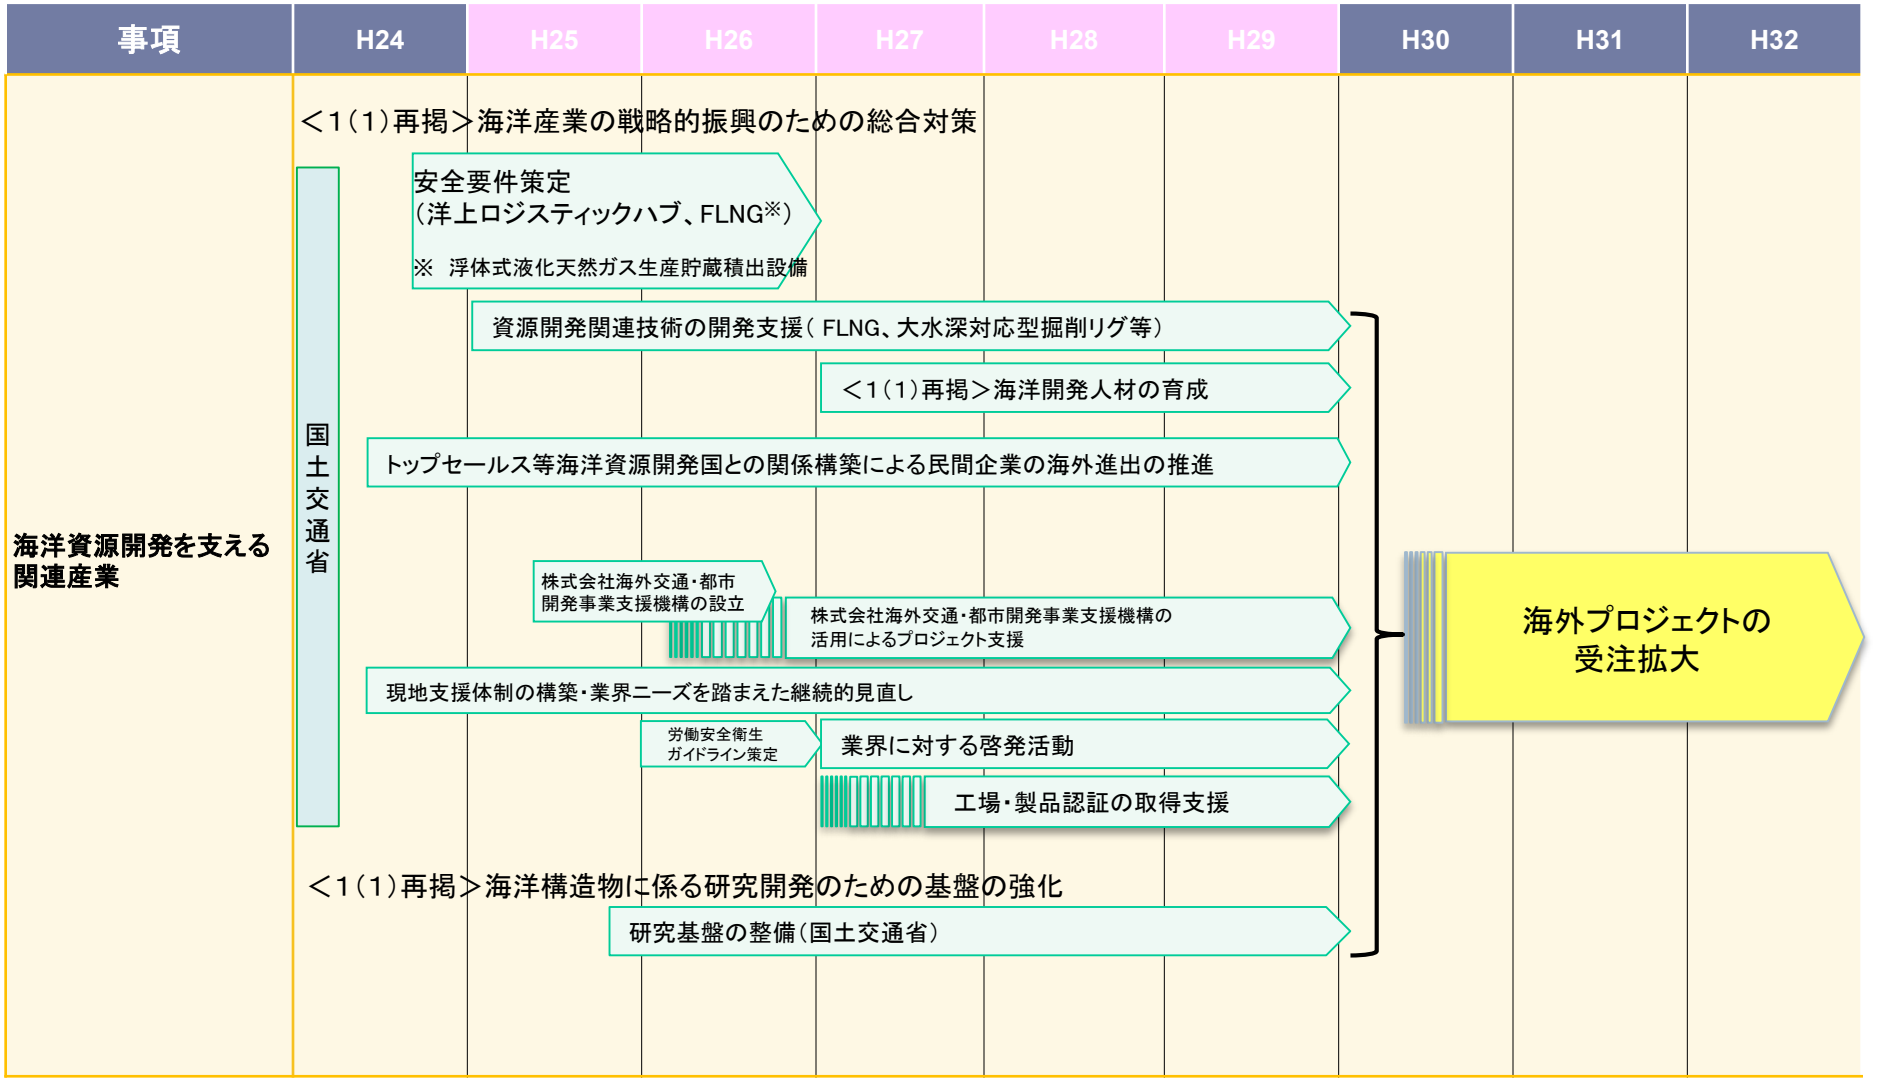 事項 H24 H25 H26 H27 H28 H29 H30 H31 H32
＜1(1)再掲＞海洋産業の戦略的振興のための総合対策
安全要件策定
(洋上ロジスティックハブ、FLNG※)
※ 浮体式液化天然ガス生産貯蔵積出設備
資源開発関連技術の開発支援( FLNG、大水深対応型掘削リグ等)
＜1(1)再掲＞海洋開発人材の育成
国土交通省
トップセールス等海洋資源開発国との関係構築による民間企業の海外進出の推進
海洋資源開発を支える
関連産業
株式会社海外交通・都市
開発事業支援機構の設立
株式会社海外交通・都市開発事業支援機構の
活用によるプロジェクト支援
海外プロジェクトの
受注拡大
現地支援体制の構築・業界ニーズを踏まえた継続的見直し
労働安全衛生
ガイドライン策定
業界に対する啓発活動
工場・製品認証の取得支援
＜1(1)再掲＞海洋構造物に係る研究開発のための基盤の強化
研究基盤の整備(国土交通省)